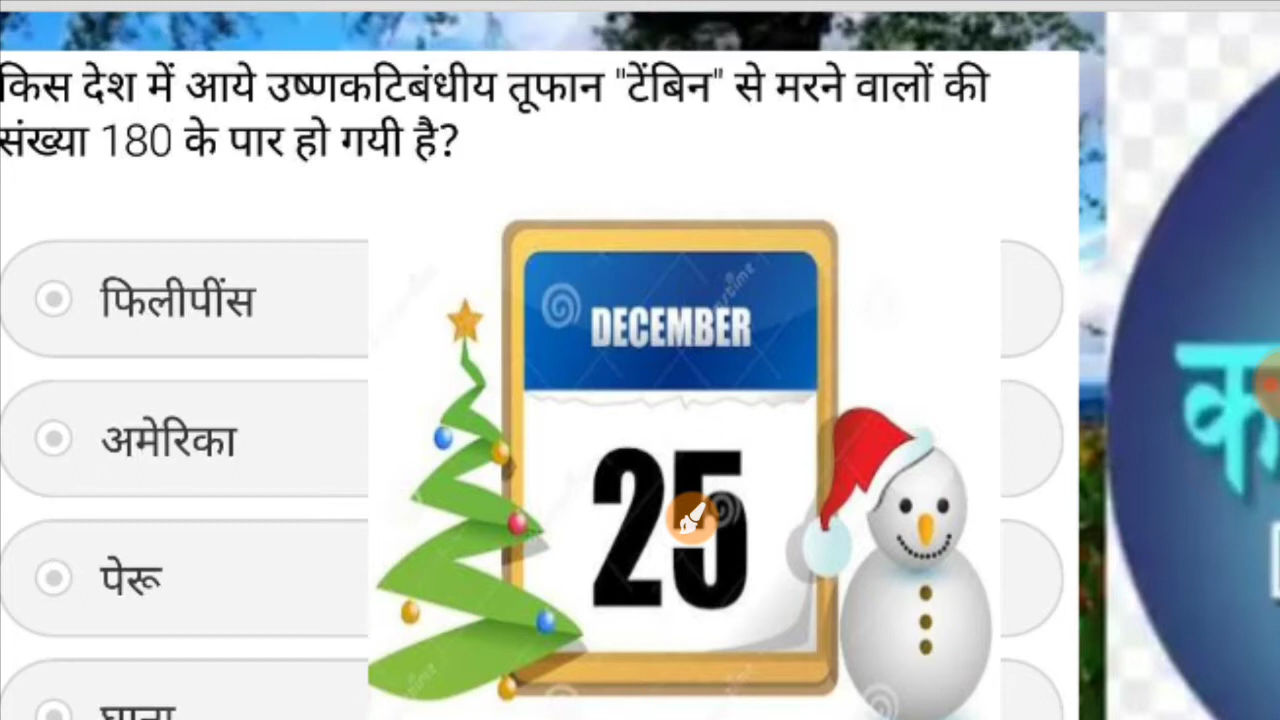 किस देश में आये उष्णकटिबंधीय तूफान "टेंबिन" से मरने वालों की
संख्या 180 के पार हो गयी है?
फिलीपींस
अमेरिका
पेरू
DECEMBER
25